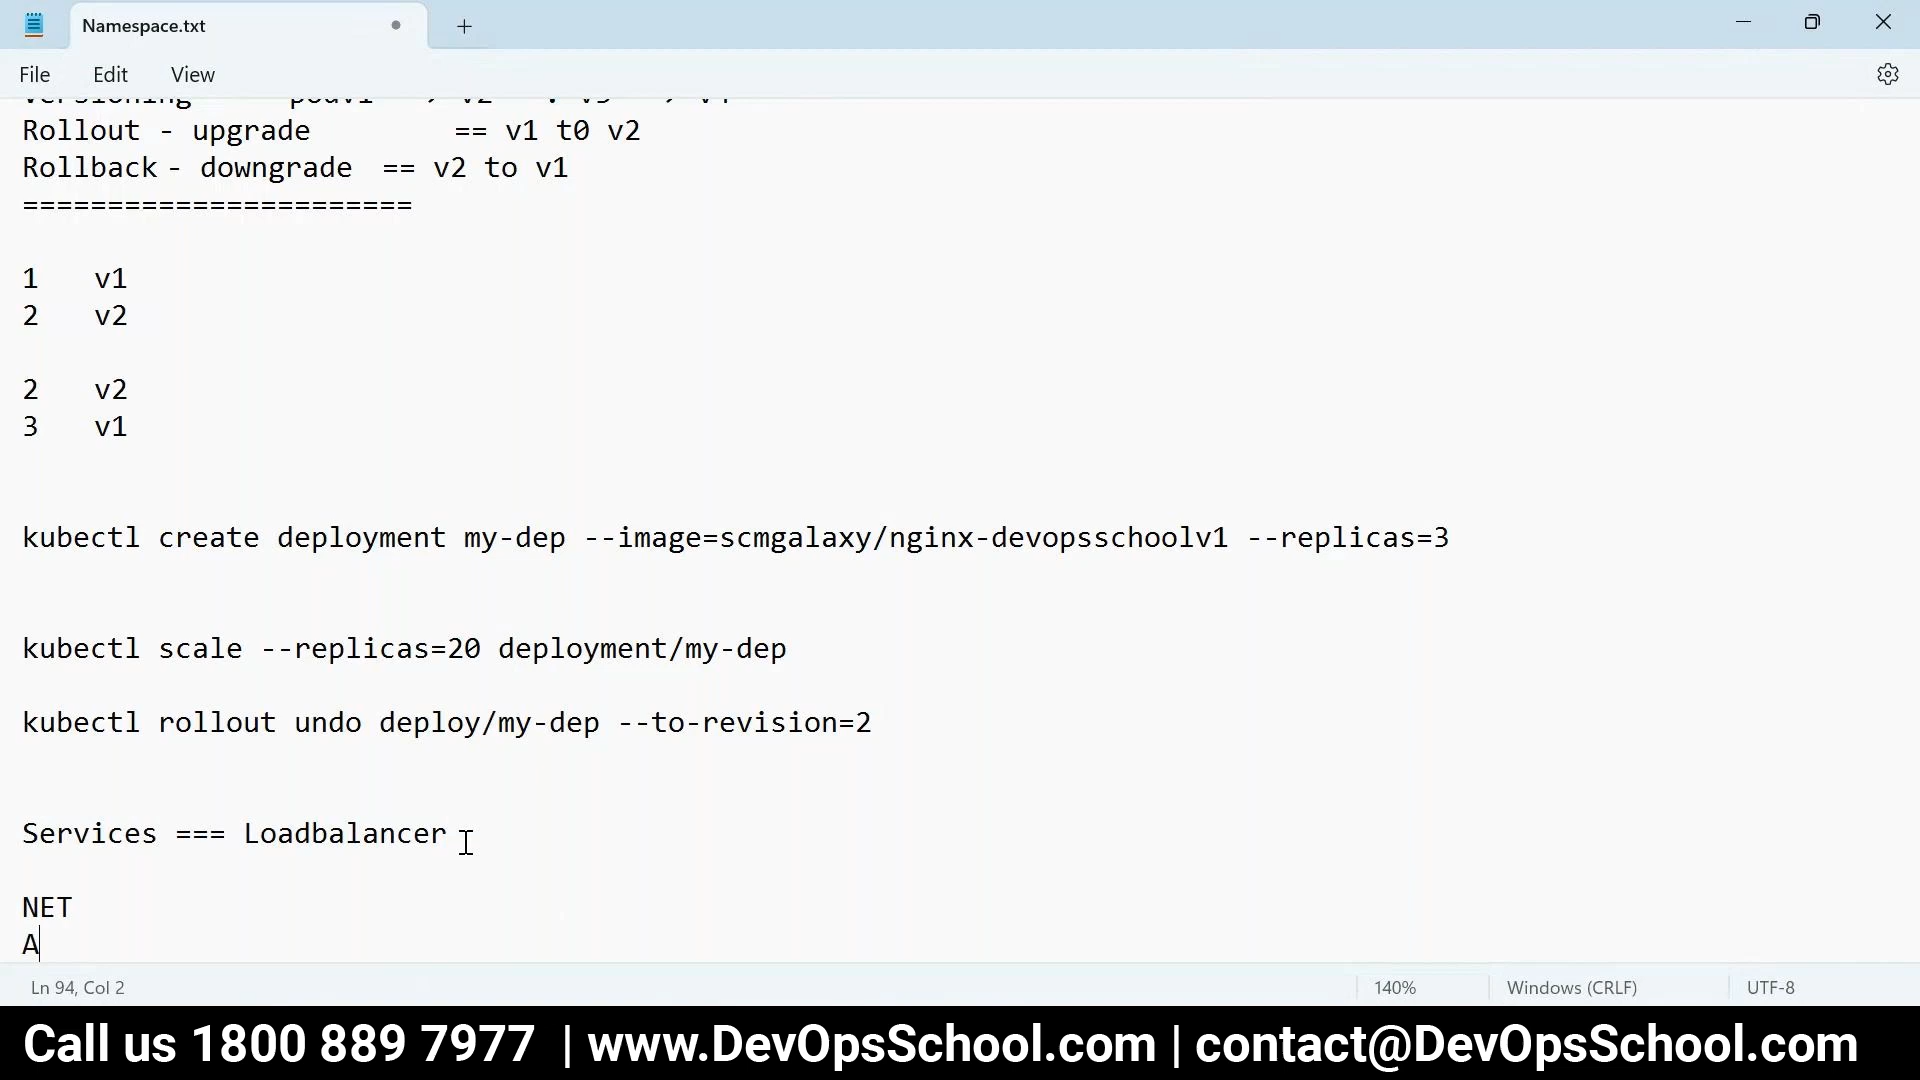 Namespace.txt
File Edit View
Rollout - upgrade == v1 t0 v2
Rollback - downgrade == v2 to v1
=======================
1 v1
2 v2
2 v2
3 v1
kubectl create deployment my-dep --image=scmgalaxy/nginx-devopsschoolv1 --replicas=3
kubectl scale --replicas=20 deployment/my-dep
kubectl rollout undo deploy/my-dep --to-revision=2
Services === Loadbalancer
NET
A
Ln 94, Col 2 140% Windows (CRLF) UTF-8
Call us 1800 889 7977 | www.DevOpsSchool.com | contact@DevOpsSchool.com